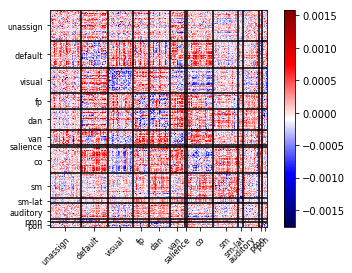 unassign
default
visual
fp
dan
van
salience
co
sm
sm-lat
auditory
pmn
pon
unassign
default
visual
fp
dan
van
salience
co
sm
sm-lat
auditory
0.0015
0.0010
0.0005
0.0000
−0.0005
−0.0010
−0.0015